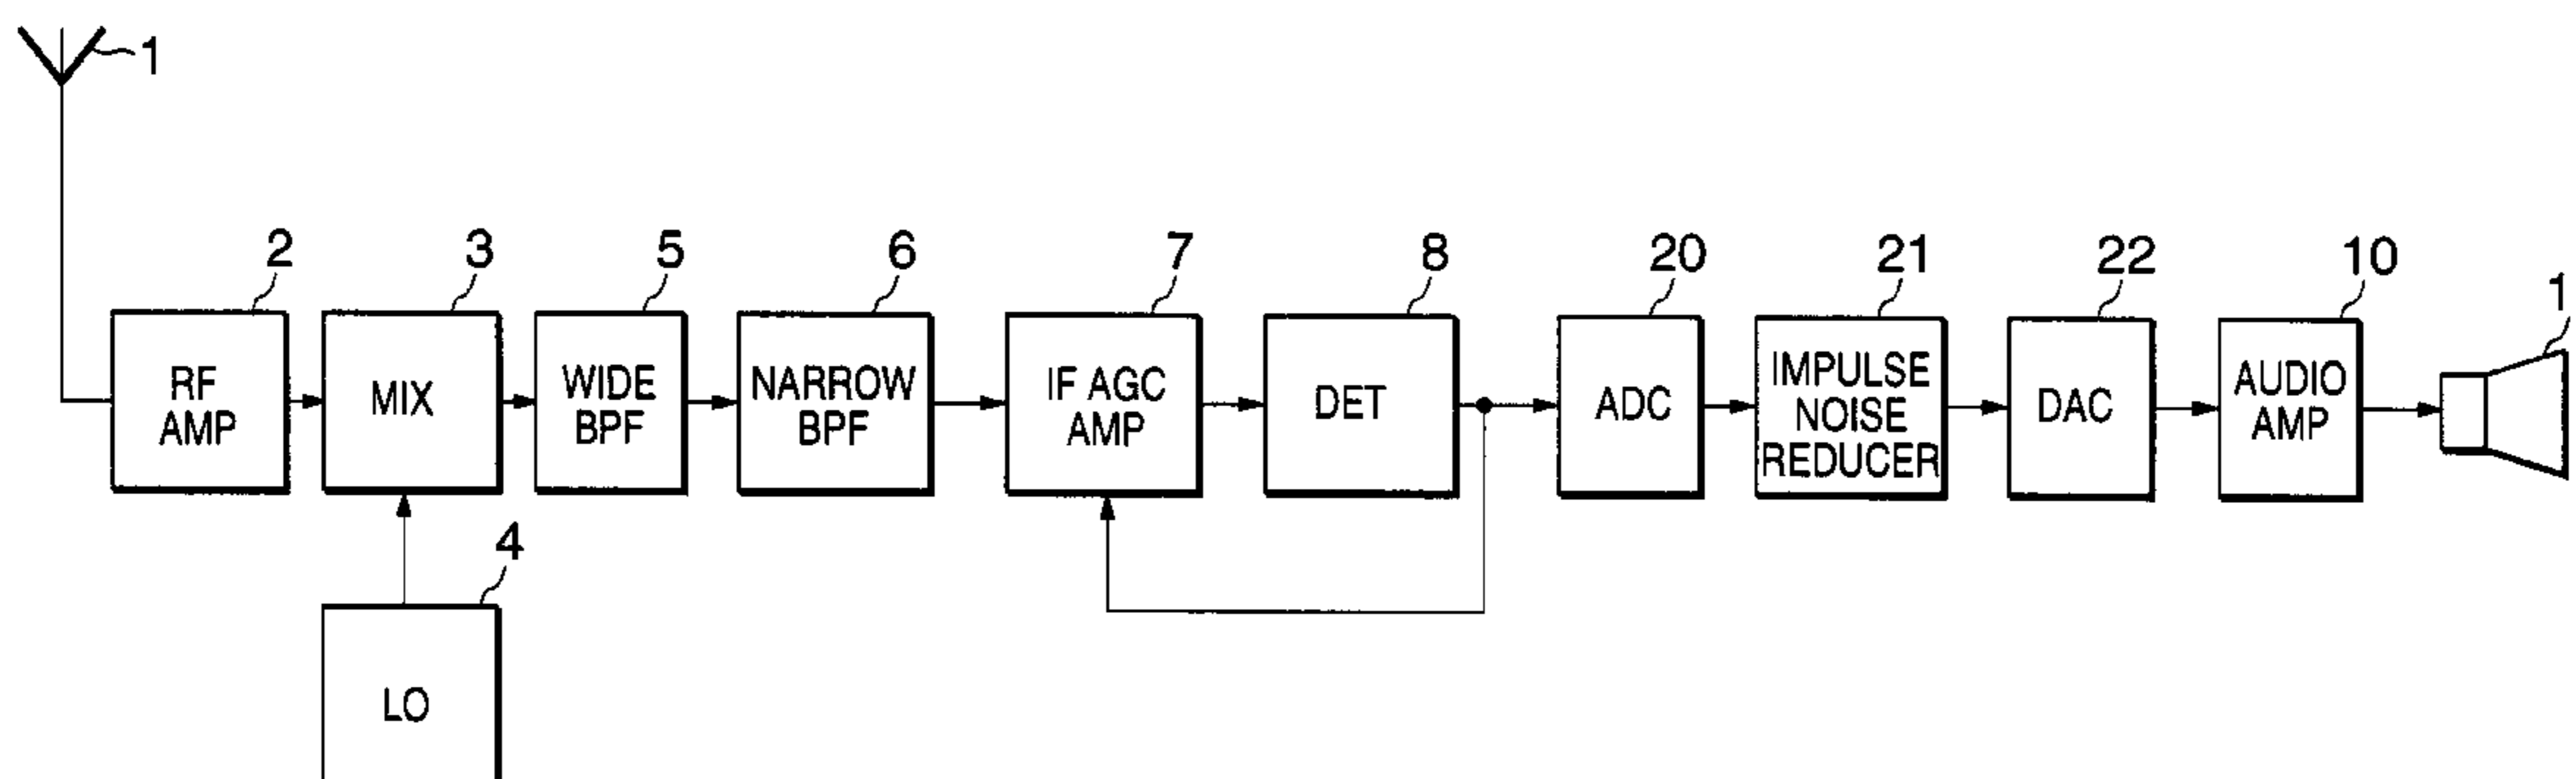 1
2
3
5
6
7
8
20
21
22
10
1
RF
AMP
MIX
WIDE
BPF
NARROW
BPF
IF AGC
AMP
DET
ADC
IMPULSE
NOISE
REDUCER
DAC
AUDIO
AMP
4
LO